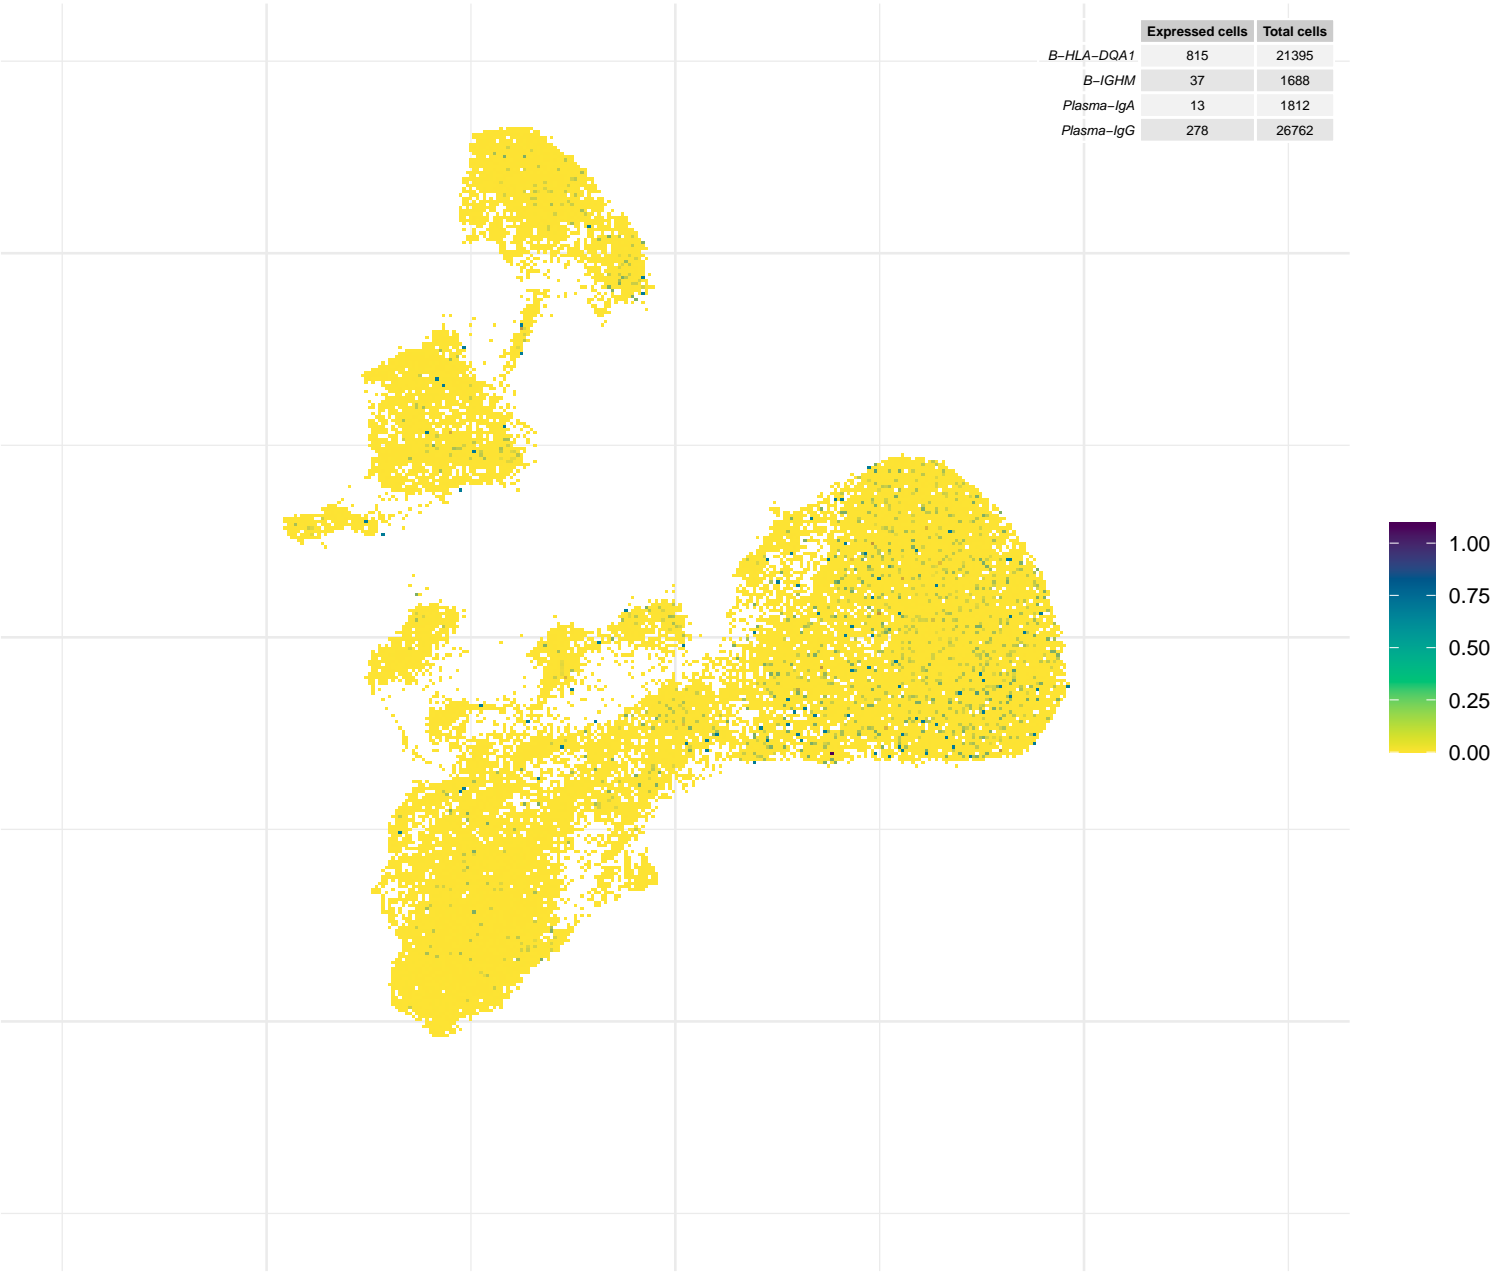 Expressed cells Total cells
B−HLA−DQA1 815 21395
B−IGHM 37 1688
Plasma−IgA 13 1812
Plasma−IgG 278 26762
1.00
0.75
0.50
0.25
0.00